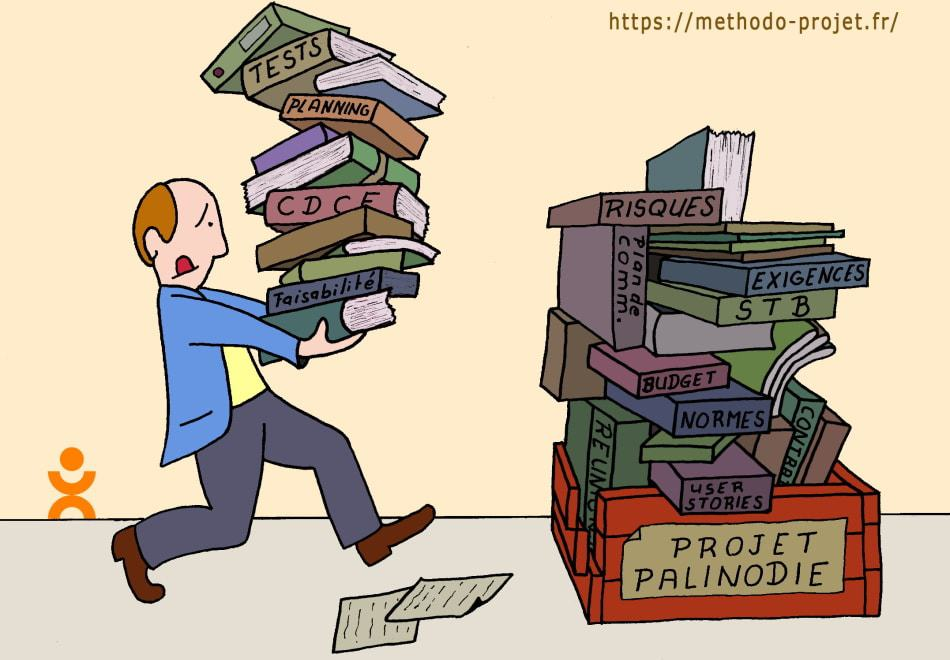 https://methodo-projet.fr/
TESTS
PLANNING
CDCF
Faisabilité
RISQUES
Plan de
comm.
EXIGENCES
STB
BUDGET
NORMES
USER
STORIES
PROJET
PALINODIE